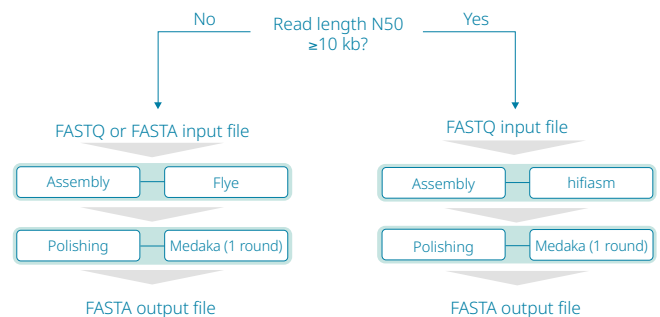 No
Read length N50
≥10 kb?
Yes
FASTQ or FASTA input file
Assembly
Flye
Polishing
Medaka (1 round)
FASTA output file
FASTQ input file
Assembly
hifiasm
Polishing
Medaka (1 round)
FASTA output file